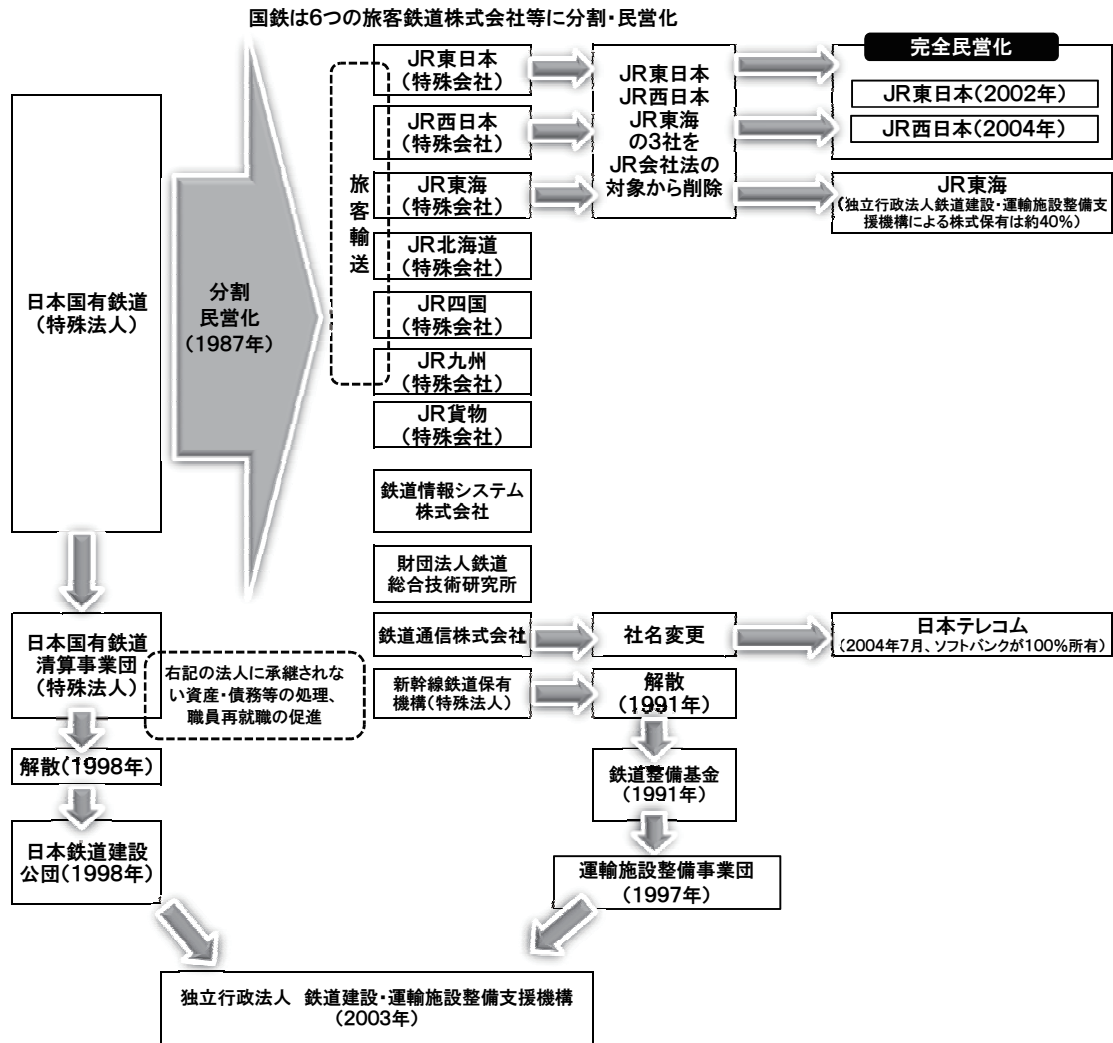 国鉄は6つの旅客鉄道株式会社等に分割・民営化
日本国有鉄道
(特殊法人)
分割
民営化
(1987年)
旅客輸送
JR東日本
(特殊会社)
JR西日本
(特殊会社)
JR東海
(特殊会社)
JR北海道
(特殊会社)
JR四国
(特殊会社)
JR九州
(特殊会社)
JR貨物
(特殊会社)
鉄道情報システム
株式会社
財団法人鉄道
総合技術研究所
鉄道通信株式会社
新幹線鉄道保有
機構(特殊法人)
JR東日本
JR西日本
JR東海
の3社を
JR会社法の
対象から削除
完全民営化
JR東日本(2002年)
JR西日本(2004年)
JR東海
(独立行政法人鉄道建設・運輸施設整備支
援機構による株式保有は約40%)
社名変更
日本テレコム
(2004年7月、ソフトバンクが100%所有)
解散
(1991年)
鉄道整備基金
(1991年)
運輸施設整備事業団
(1997年)
日本国有鉄道
清算事業団
(特殊法人)
右記の法人に承継されな
い資産・債務等の処理、
職員再就職の促進
解散(1998年)
日本鉄道建設
公団(1998年)
独立行政法人 鉄道建設・運輸施設整備支援機構
(2003年)